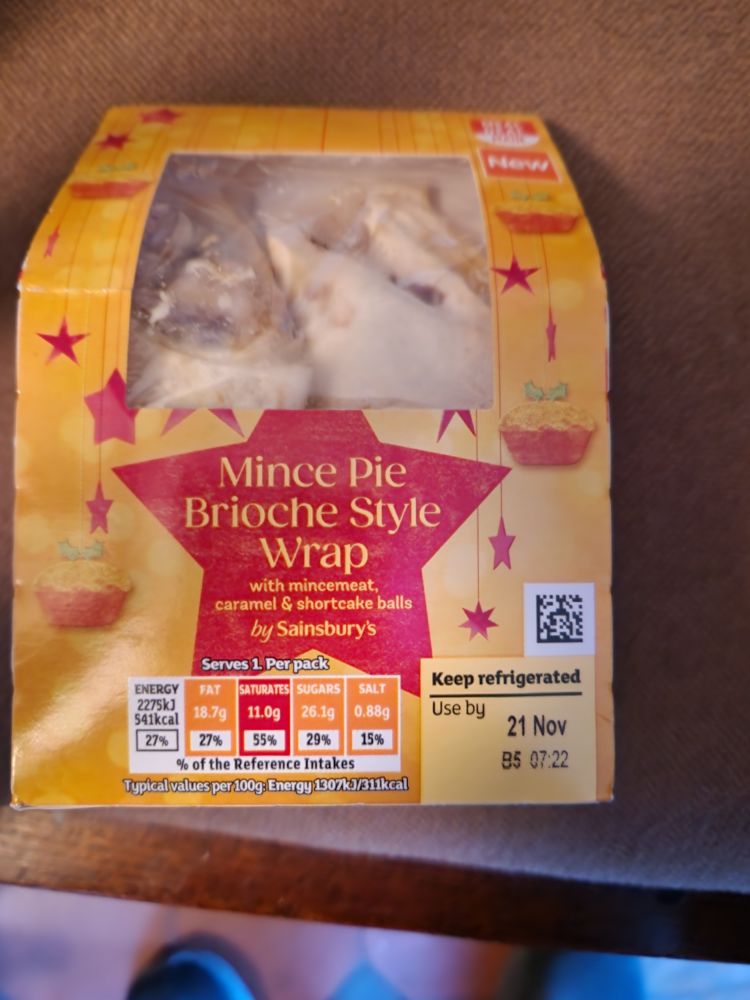 New
Mince Pie
Brioche Style
Wrap
with mincemeat,
caramel & shortcake balls
by Sainsbury's
Serves 1. Per pack
ENERGY
2275kJ
541kcal
27%
FAT
18.7g
27%
SATURATES
11.0g
55%
SUGARS
26.1g
29%
SALT
0.88g
15%
% of the Reference Intakes
Typical values per 100g: Energy 1307kJ/311kcal
Keep refrigerated
Use by
21 Nov
B5 07:22